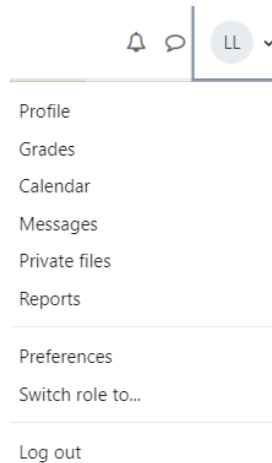 LL
Profile
Grades
Calendar
Messages
Private files
Reports
Preferences
Switch role to...
Log out